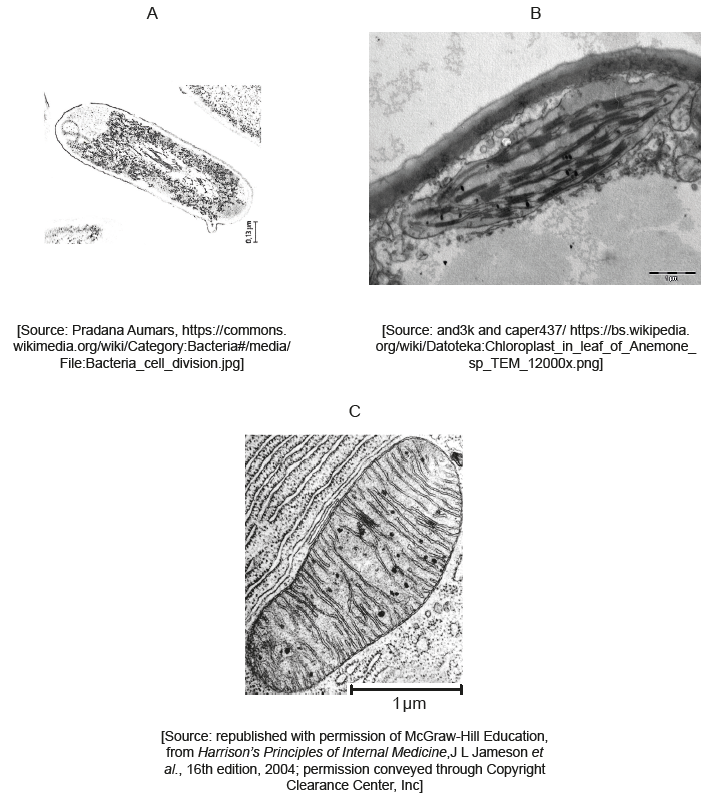 A
B
0,13 µm
1µm
[Source: Pradana Aumars, https://commons.
wikimedia.org/wiki/Category:Bacteria#/media/
File:Bacteria_cell_division.jpg]
[Source: and3k and caper437/ https://bs.wikipedia.
org/wiki/Datoteka:Chloroplast_in_leaf_of_Anemone_
sp_TEM_12000x.png]
C
1µm
[Source: republished with permission of McGraw-Hill Education,
from Harrison’s Principles of Internal Medicine,J L Jameson et
al., 16th edition, 2004; permission conveyed through Copyright
Clearance Center, Inc]